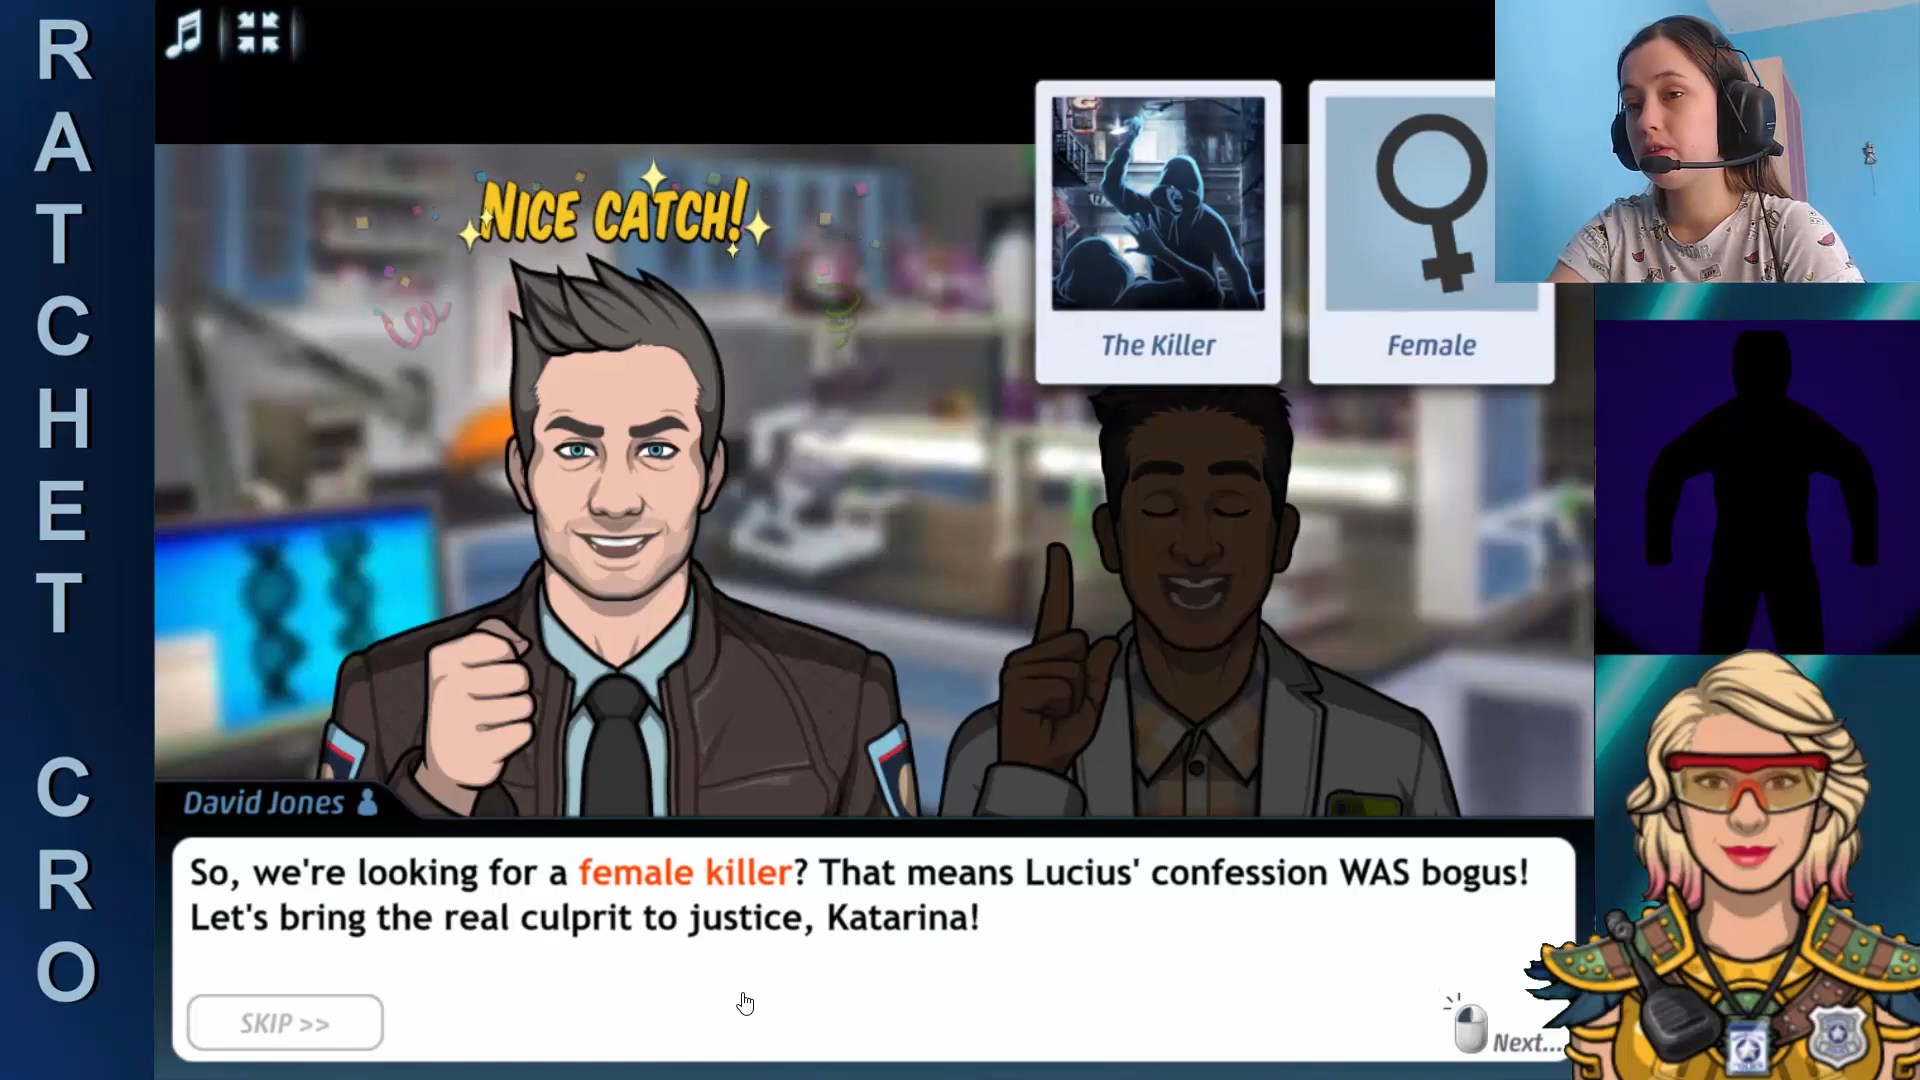 RATCHET CRO
NICE CATCH!
The Killer
Female
David Jones
So, we're looking for a female killer? That means Lucius' confession WAS bogus!
Let's bring the real culprit to justice, Katarina!
SKIP >>
Next...